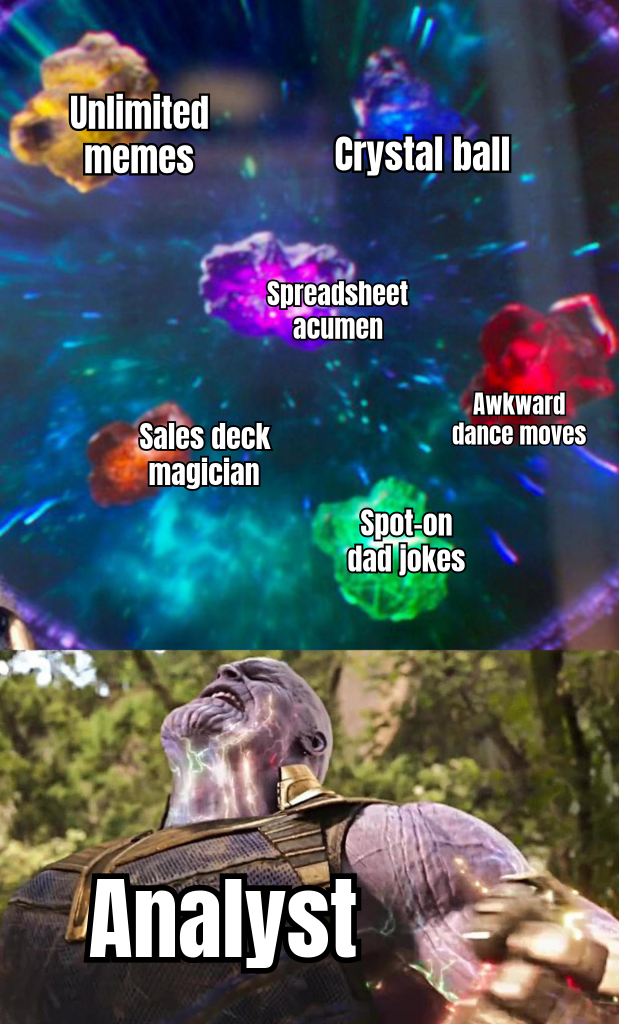 Unlimited
memes
Crystal ball
Spreadsheet
acumen
Awkward
dance moves
Sales deck
magician
Spot-on
dad jokes
Analyst